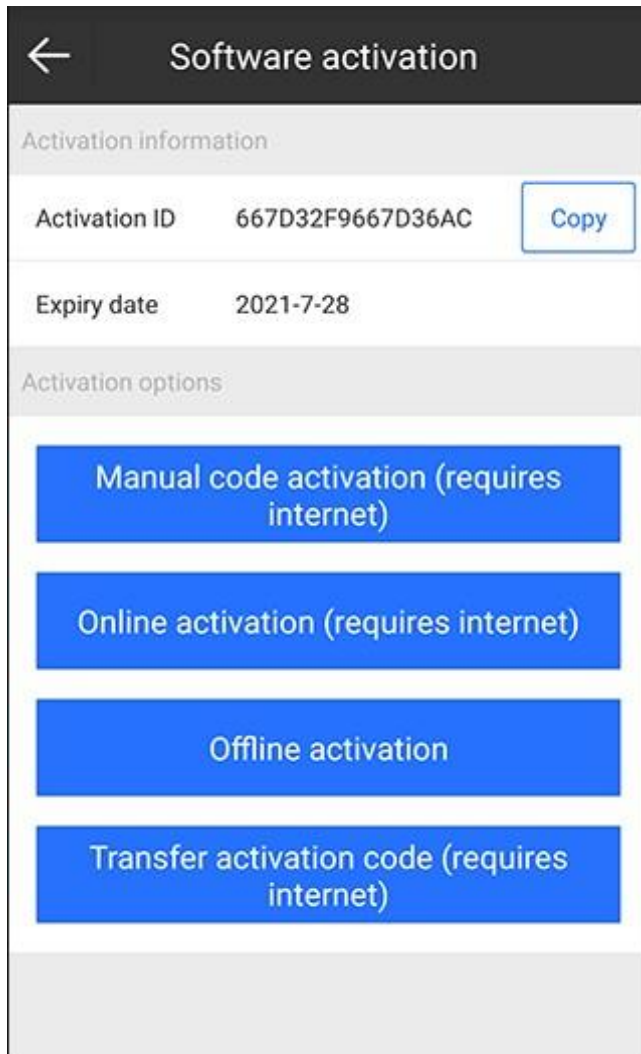 Software activation
Activation information
Activation ID 667D32F9667D36AC Copy
Expiry date 2021-7-28
Activation options
Manual code activation (requires
internet)
Online activation (requires internet)
Offline activation
Transfer activation code (requires
internet)